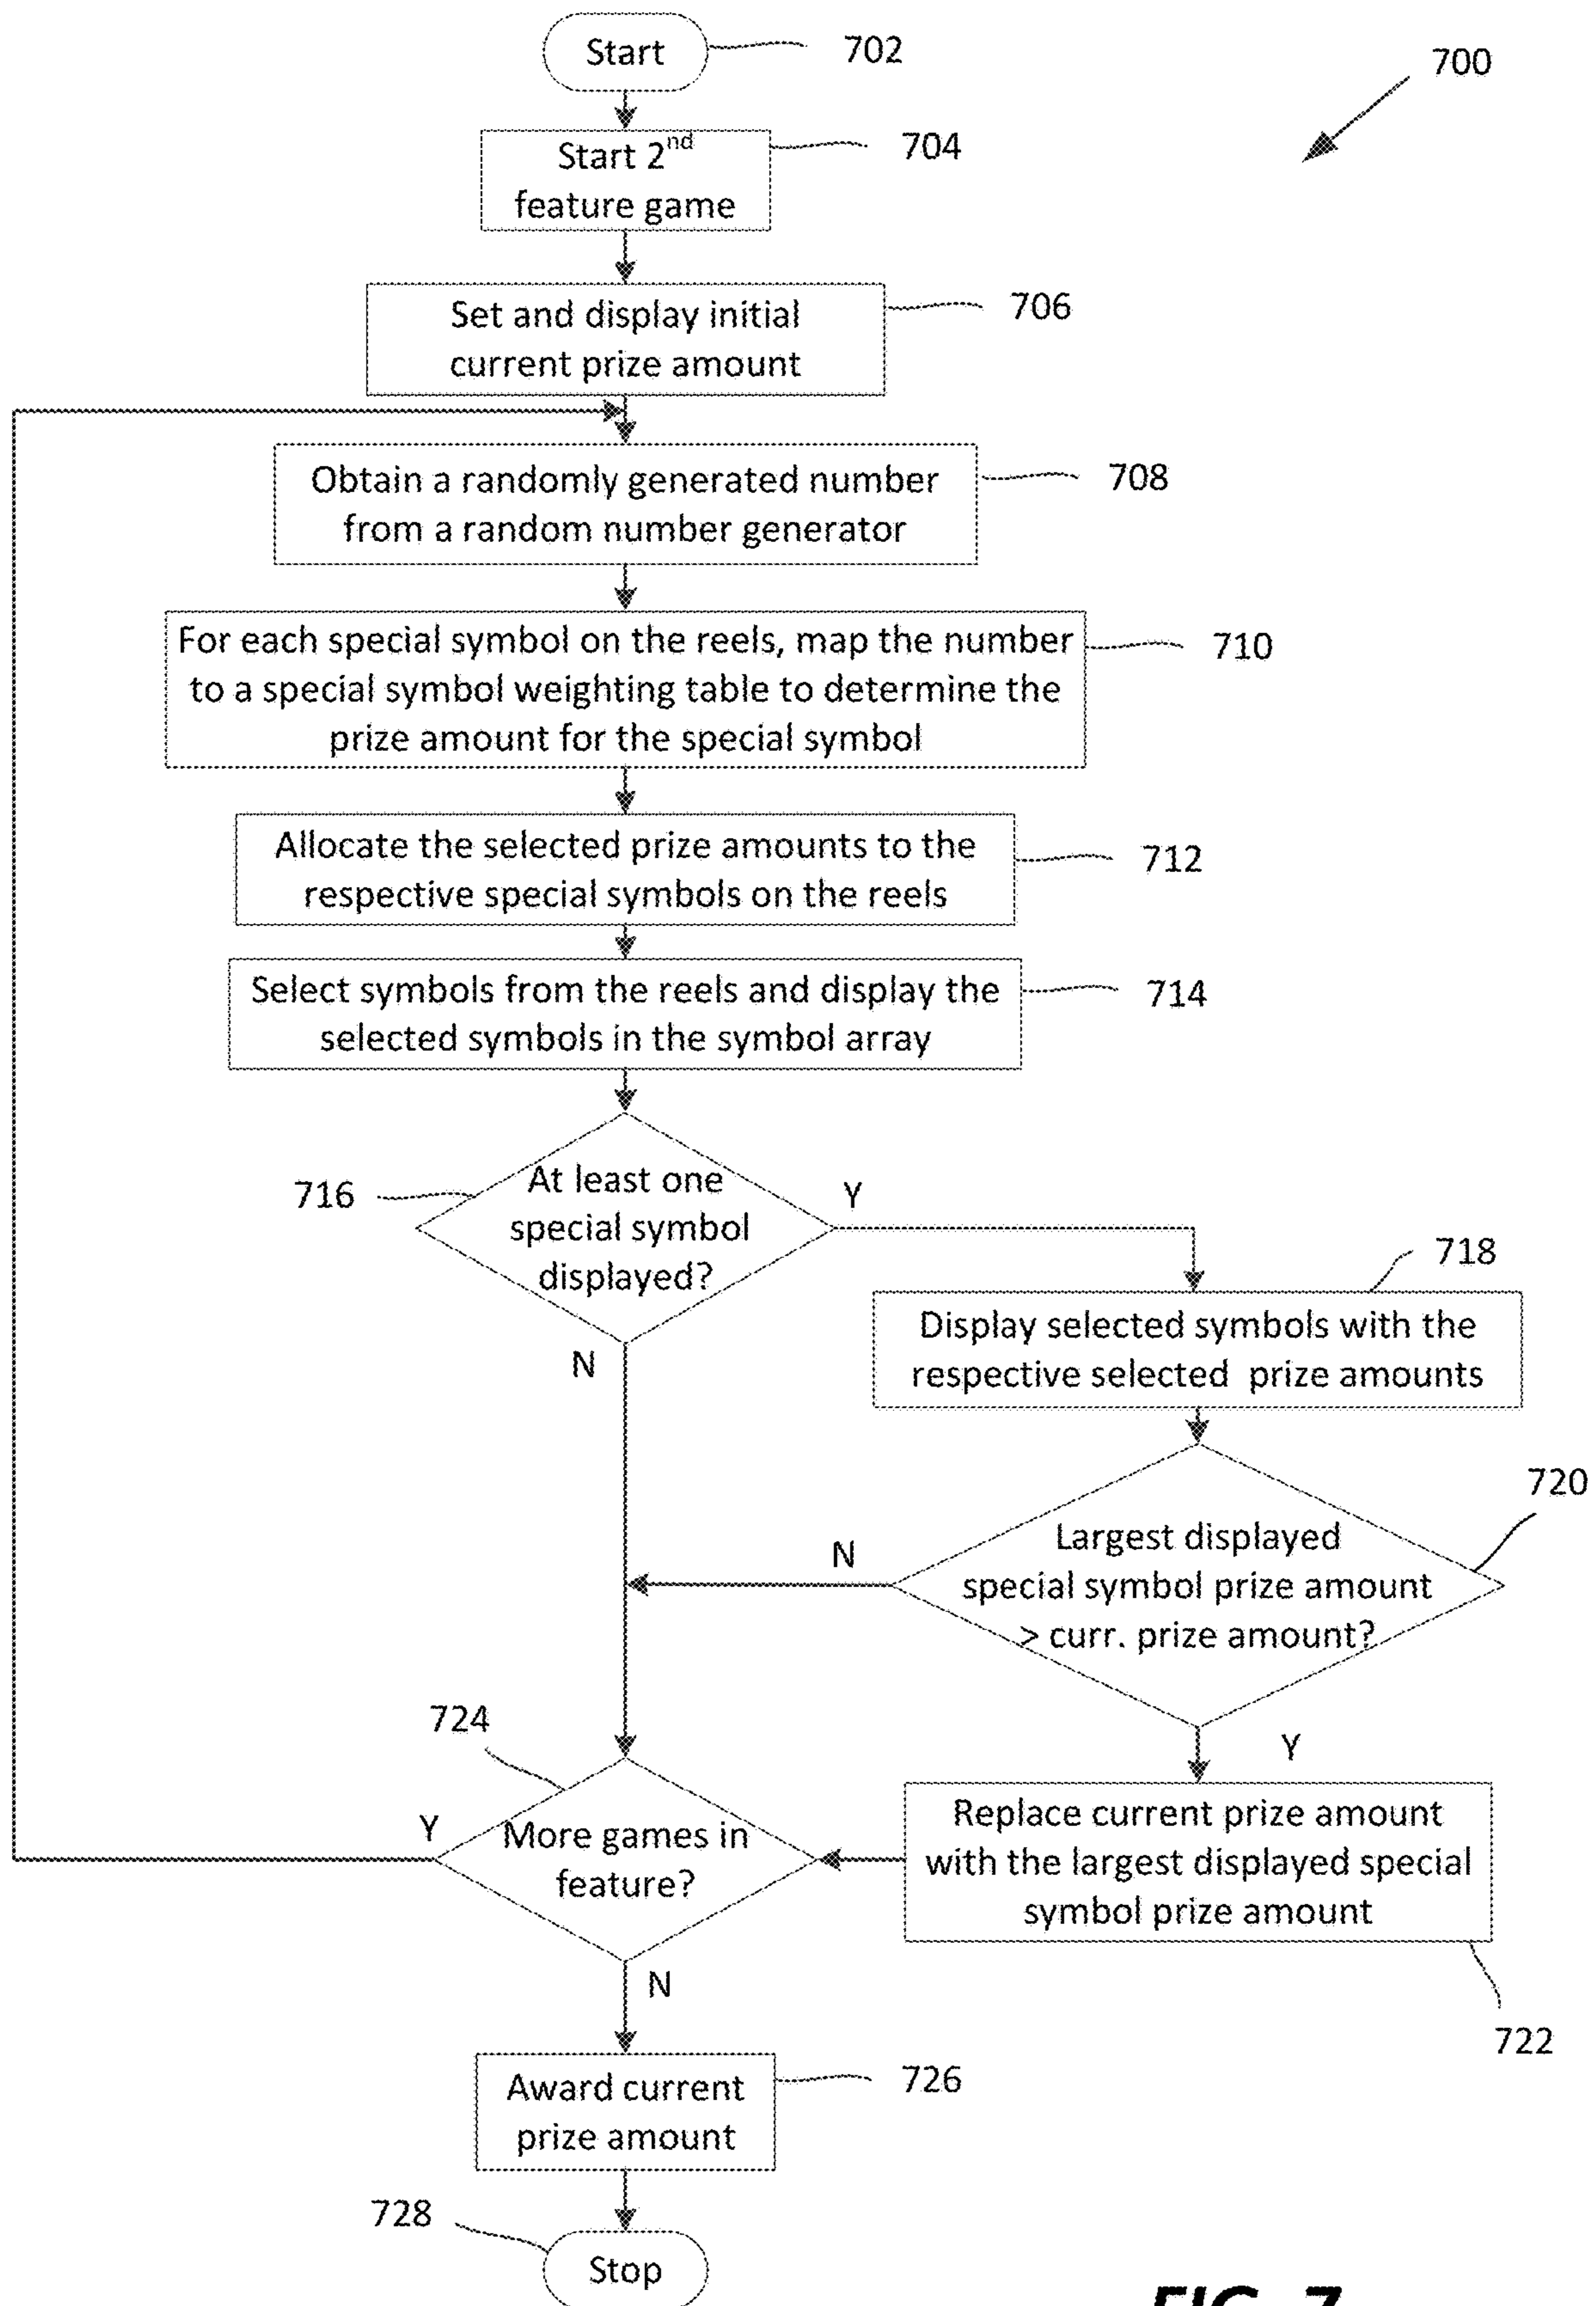 Start
702
700
Start 2nd
feature game
704
Set and display initial
current prize amount
706
Obtain a randomly generated number
from a random number generator
708
For each special symbol on the reels, map the number
to a special symbol weighting table to determine the
prize amount for the special symbol
710
Allocate the selected prize amounts to the
respective special symbols on the reels
712
Select symbols from the reels and display the
selected symbols in the symbol array
714
716
At least one
special symbol
displayed?
Y
N
718
Display selected symbols with the
respective selected prize amounts
720
Largest displayed
special symbol prize amount
> curr. prize amount?
N
Y
724
More games in
feature?
Y
N
Replace current prize amount
with the largest displayed special
symbol prize amount
722
Award current
prize amount
726
728
Stop
FIG. 7